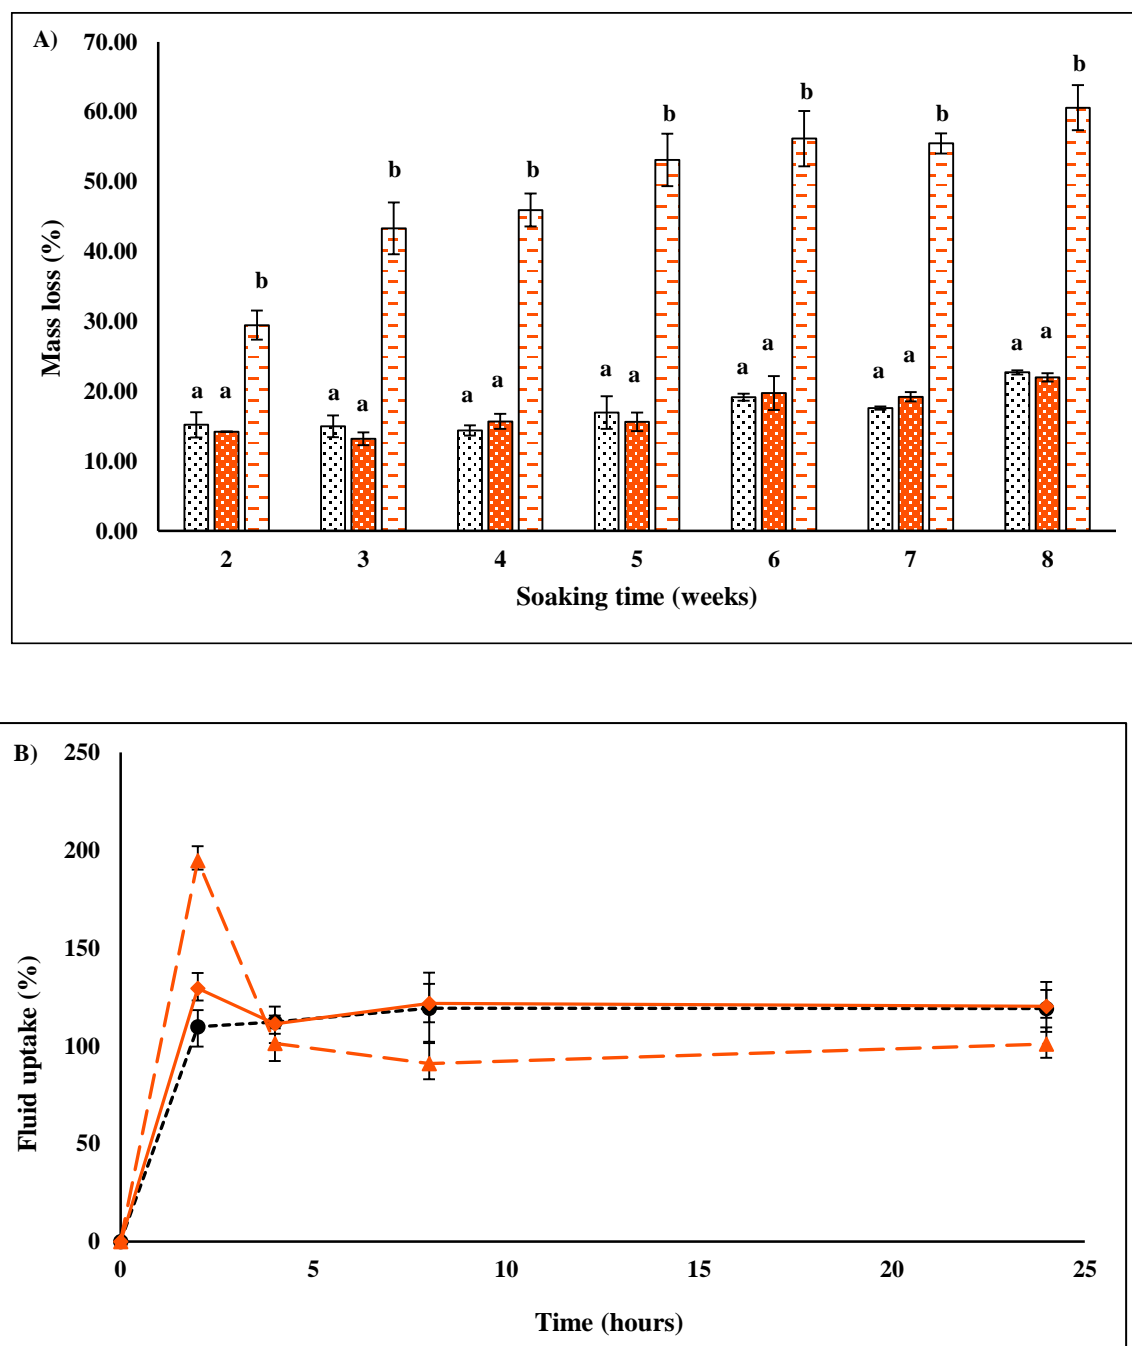 A)
70.00
60.00
50.00
40.00
30.00
20.00
10.00
0.00
Mass loss (%)
a a b
a a b
a a b
a a b
a a b
a a b
a a b
2 3 4 5 6 7 8
Soaking time (weeks)
B)
250
200
150
100
50
0
Fluid uptake (%)
0 5 10 15 20 25
Time (hours)